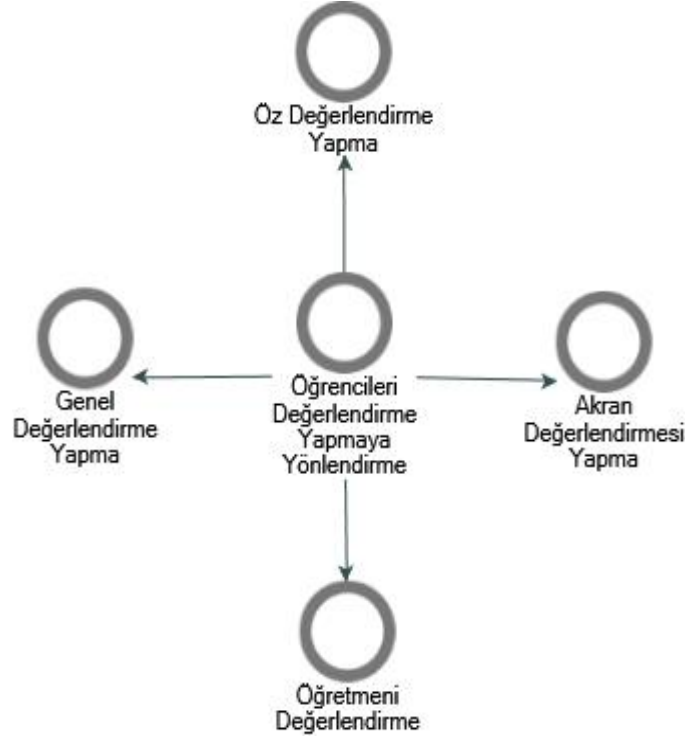 Öz Değerlendirme
Yapma
Genel
Değerlendirme
Yapma
Öğrencileri
Değerlendirme
Yapmaya
Yönlendirme
Akran
Değerlendirmesi
Yapma
Öğretmeni
Değerlendirme